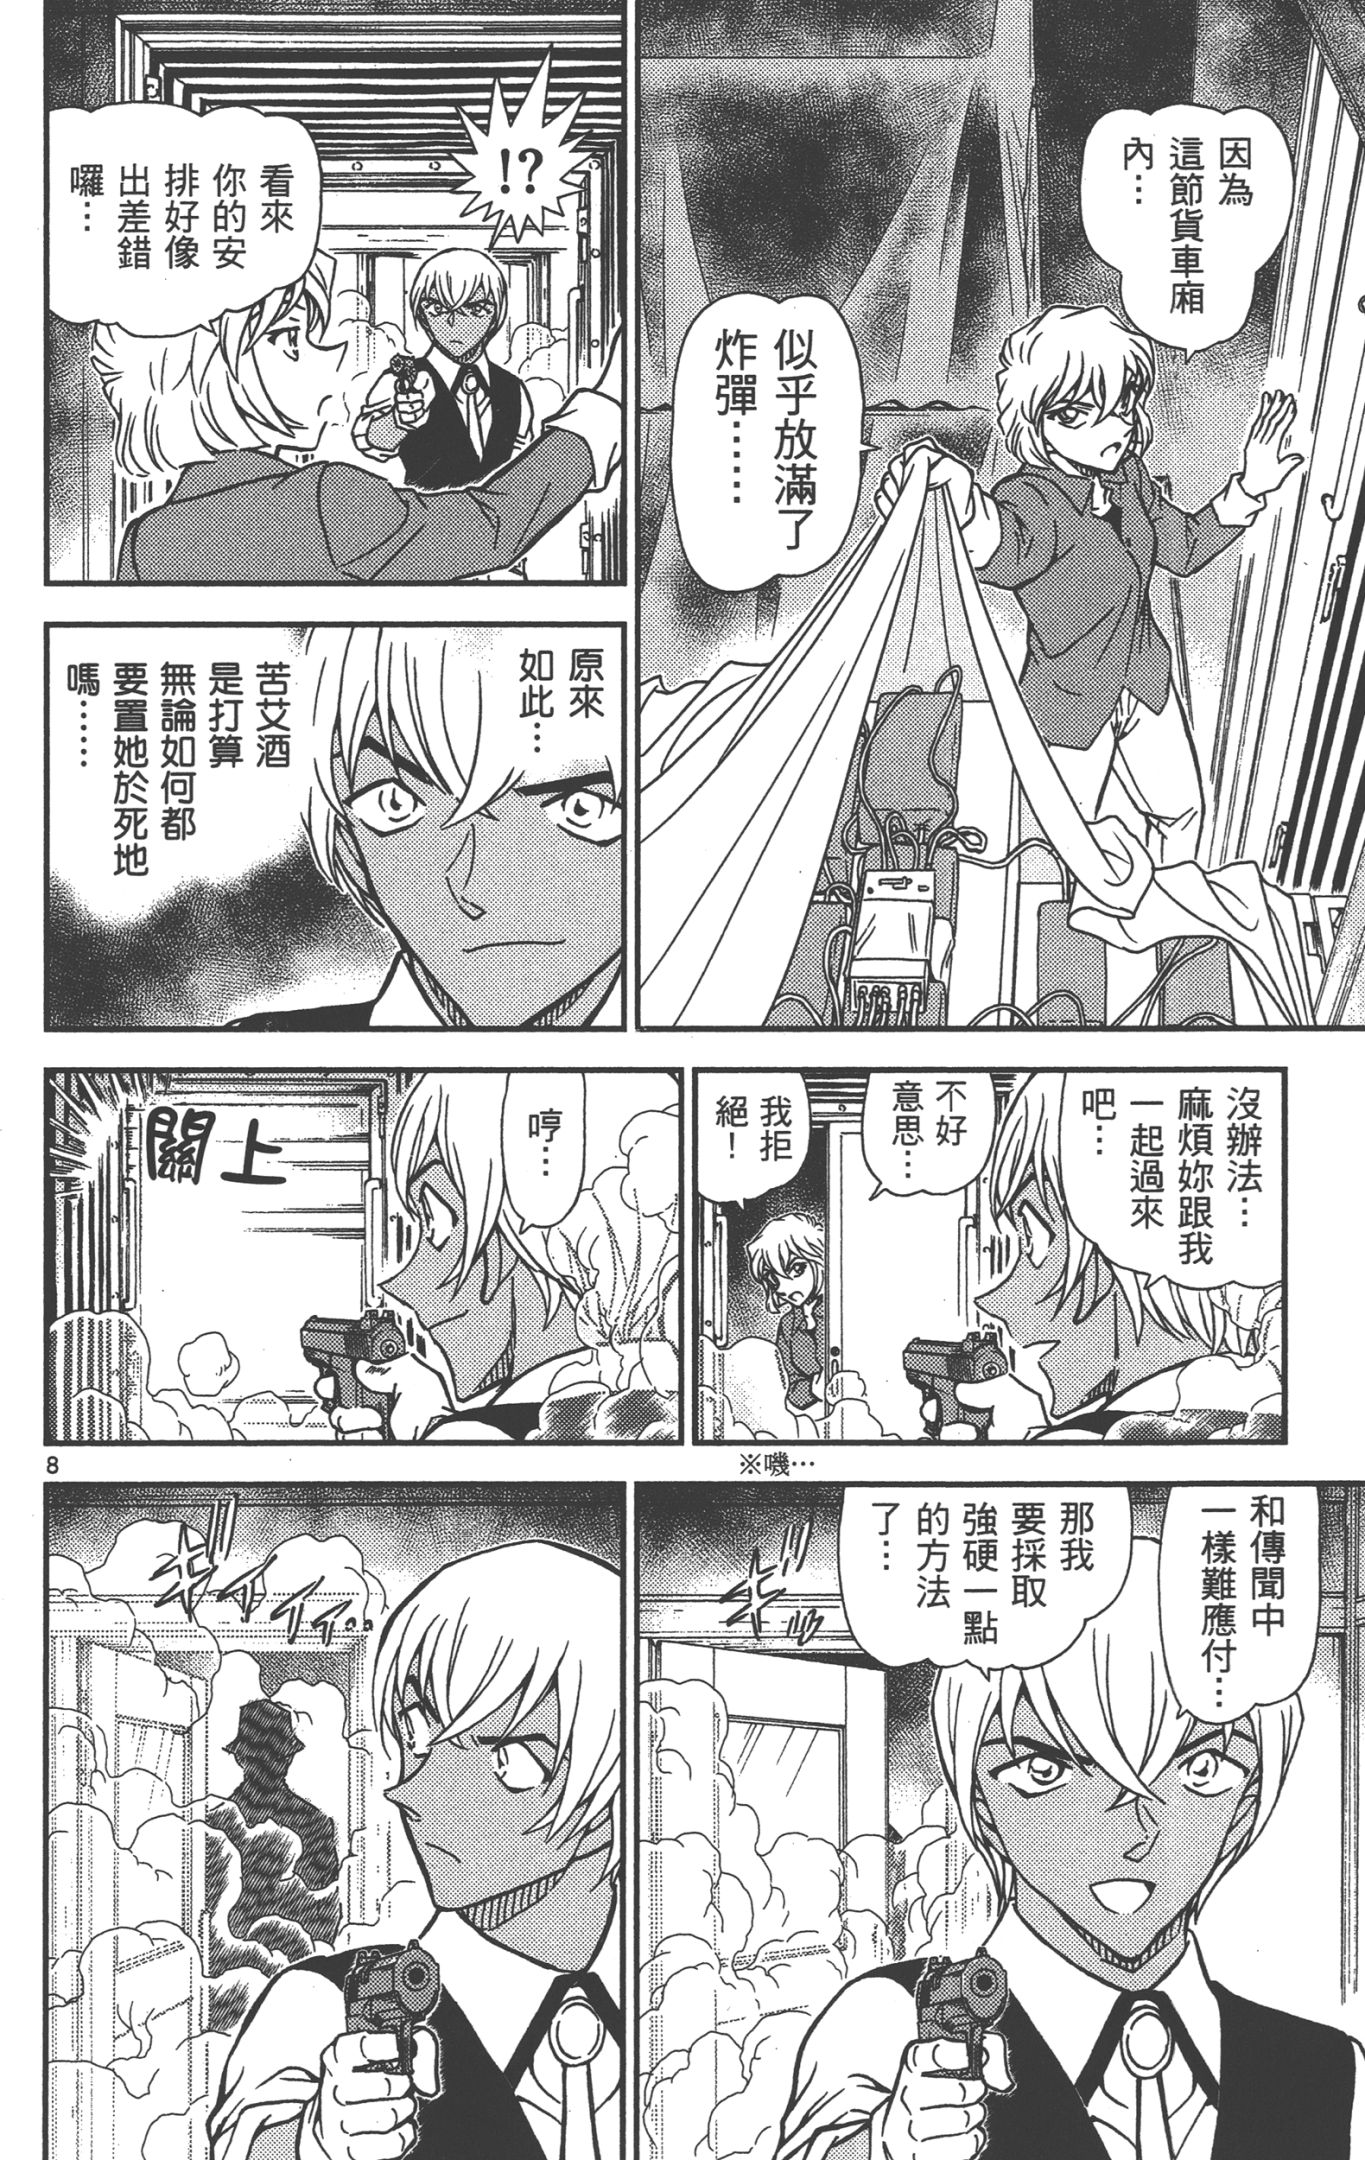 因為
這節貨車廂
內…
似乎放滿了
炸彈……
!?
看來
你的安
排好像
出差錯
囉…
原來
如此…
苦艾酒
是打算
無論如何都
要置她於死地
嗎……
沒辦法…
麻煩妳跟我
一起過來
吧…
不好
意思…
我拒
絕！
哼…
關上
8
※嘰…
和傳聞中
一樣難應付…
那我
要採取
強硬一點
的方法
了…
ギ
ギイイイ…